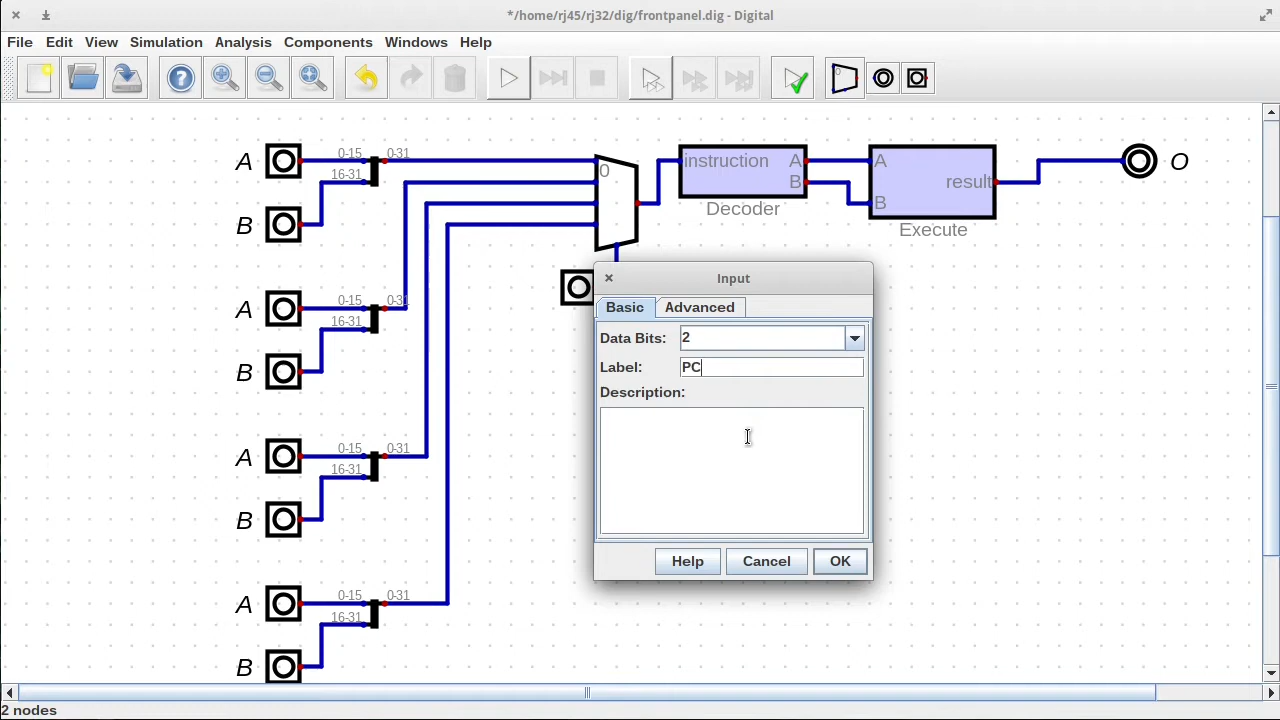 */home/rj45/rj32/dig/frontpanel.dig - Digital
File Edit View Simulation Analysis Components Windows Help
A 0-15 0-31
16-31
B
0
instruction A
B
Decoder
A
result
B
Execute
O
A 0-15 0-31
16-31
B
Input
Basic Advanced
Data Bits: 2
Label: PC
Description:
Help Cancel OK
A 0-15 0-31
16-31
B
A 0-15 0-31
16-31
B
2 nodes